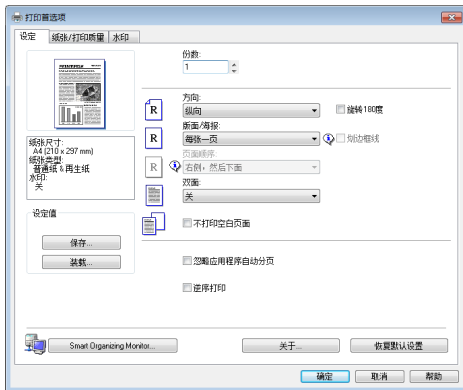 打印首选项
设定 纸张/打印质量 水印
份数:
1
方向:
R 纵向 旋转180度
版面/海报:
R 每张一页 划边框线
页面顺序:
R 右侧，然后下面
双面:
关
纸张尺寸:
A4 (210 x 297 mm)
纸张类型:
普通纸 & 再生纸
水印:
关
不打印空白页面
设定值
保存...
装载...
忽略应用程序自动分页
逆序打印
Smart Organizing Monitor...
关于...
恢复默认设置
确定 取消 帮助